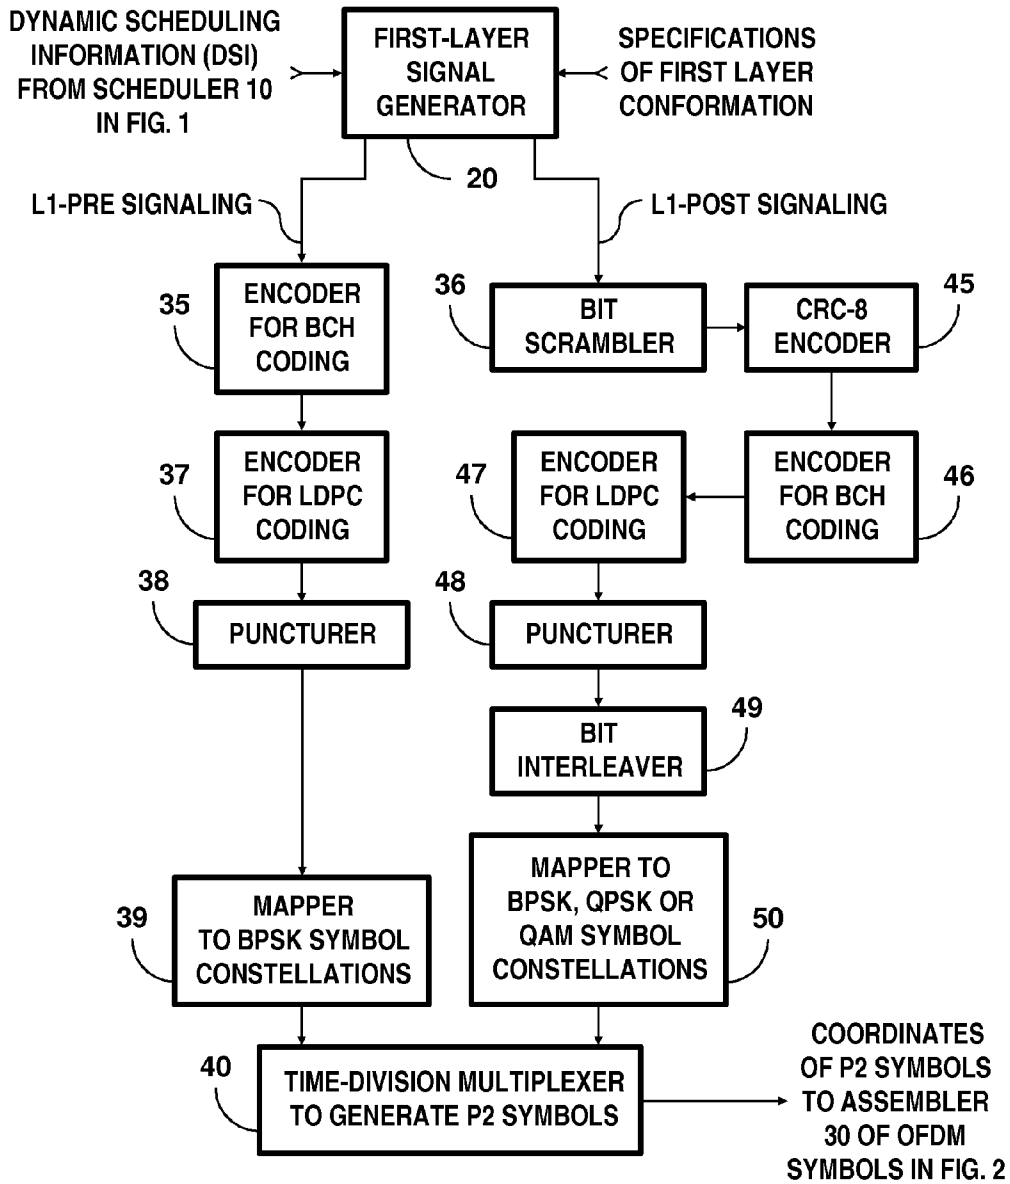 DYNAMIC SCHEDULING
INFORMATION (DSI)
FROM SCHEDULER 10
IN FIG. 1
FIRST-LAYER
SIGNAL
GENERATOR
SPECIFICATIONS
OF FIRST LAYER
CONFORMATION
20
L1-PRE SIGNALING
L1-POST SIGNALING
35
ENCODER
FOR BCH
CODING
36
BIT
SCRAMBLER
45
CRC-8
ENCODER
37
ENCODER
FOR LDPC
CODING
47
ENCODER
FOR LDPC
CODING
46
ENCODER
FOR BCH
CODING
38
PUNCTURER
48
PUNCTURER
49
BIT
INTERLEAVER
39
MAPPER
TO BPSK SYMBOL
CONSTELLATIONS
50
MAPPER TO
BPSK, QPSK OR
QAM SYMBOL
CONSTELLATIONS
40
TIME-DIVISION MULTIPLEXER
TO GENERATE P2 SYMBOLS
COORDINATES
OF P2 SYMBOLS
TO ASSEMBLER
30 OF OFDM
SYMBOLS IN FIG. 2